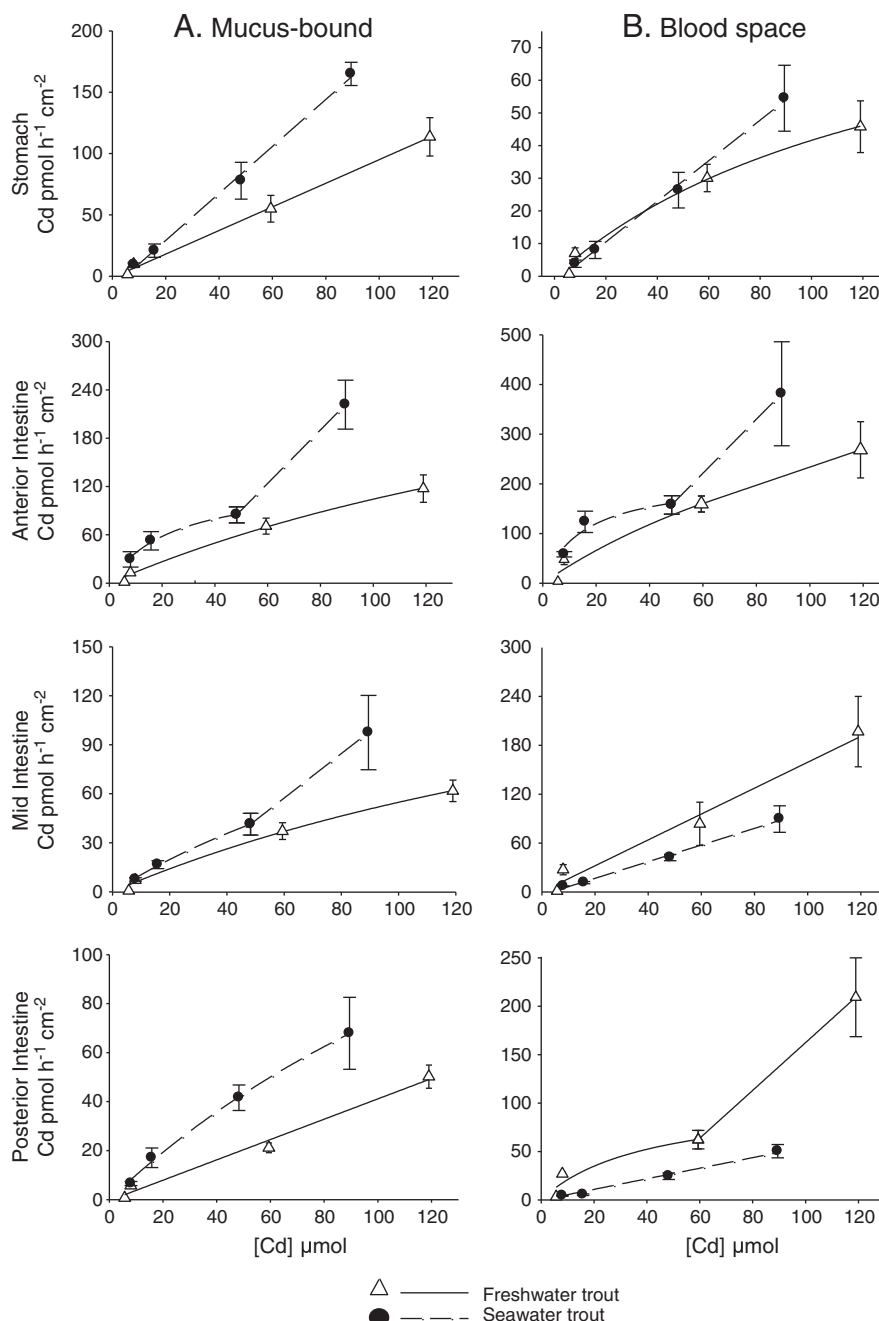 A. Mucus-bound
B. Blood space
Stomach
Cd pmol h⁻¹ cm⁻²
200
150
100
50
0
0 20 40 60 80 100 120
70
60
50
40
30
20
10
0
0 20 40 60 80 100 120
Anterior Intestine
Cd pmol h⁻¹ cm⁻²
300
240
180
120
60
0
0 20 40 60 80 100 120
500
400
300
200
100
0
0 20 40 60 80 100 120
Mid Intestine
Cd pmol h⁻¹ cm⁻²
150
120
90
60
30
0
0 20 40 60 80 100 120
300
240
180
120
60
0
0 20 40 60 80 100 120
Posterior Intestine
Cd pmol h⁻¹ cm⁻²
100
80
60
40
20
0
0 20 40 60 80 100 120
250
200
150
100
50
0
0 20 40 60 80 100 120
[Cd] µmol
[Cd] µmol
Freshwater trout
Seawater trout